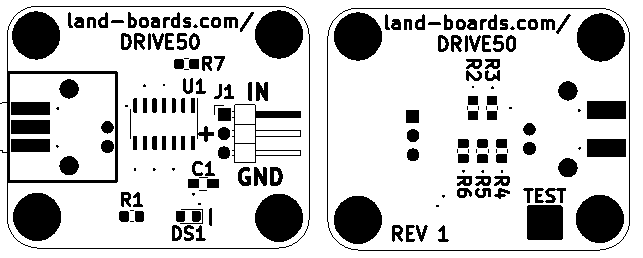 land-boards.com/
DRIVE50
R7
U1
J1
IN
+
C1
GND
R1
DS1
land-boards.com/
DRIVE50
R2
R3
R6
R5
R4
TEST
REV 1